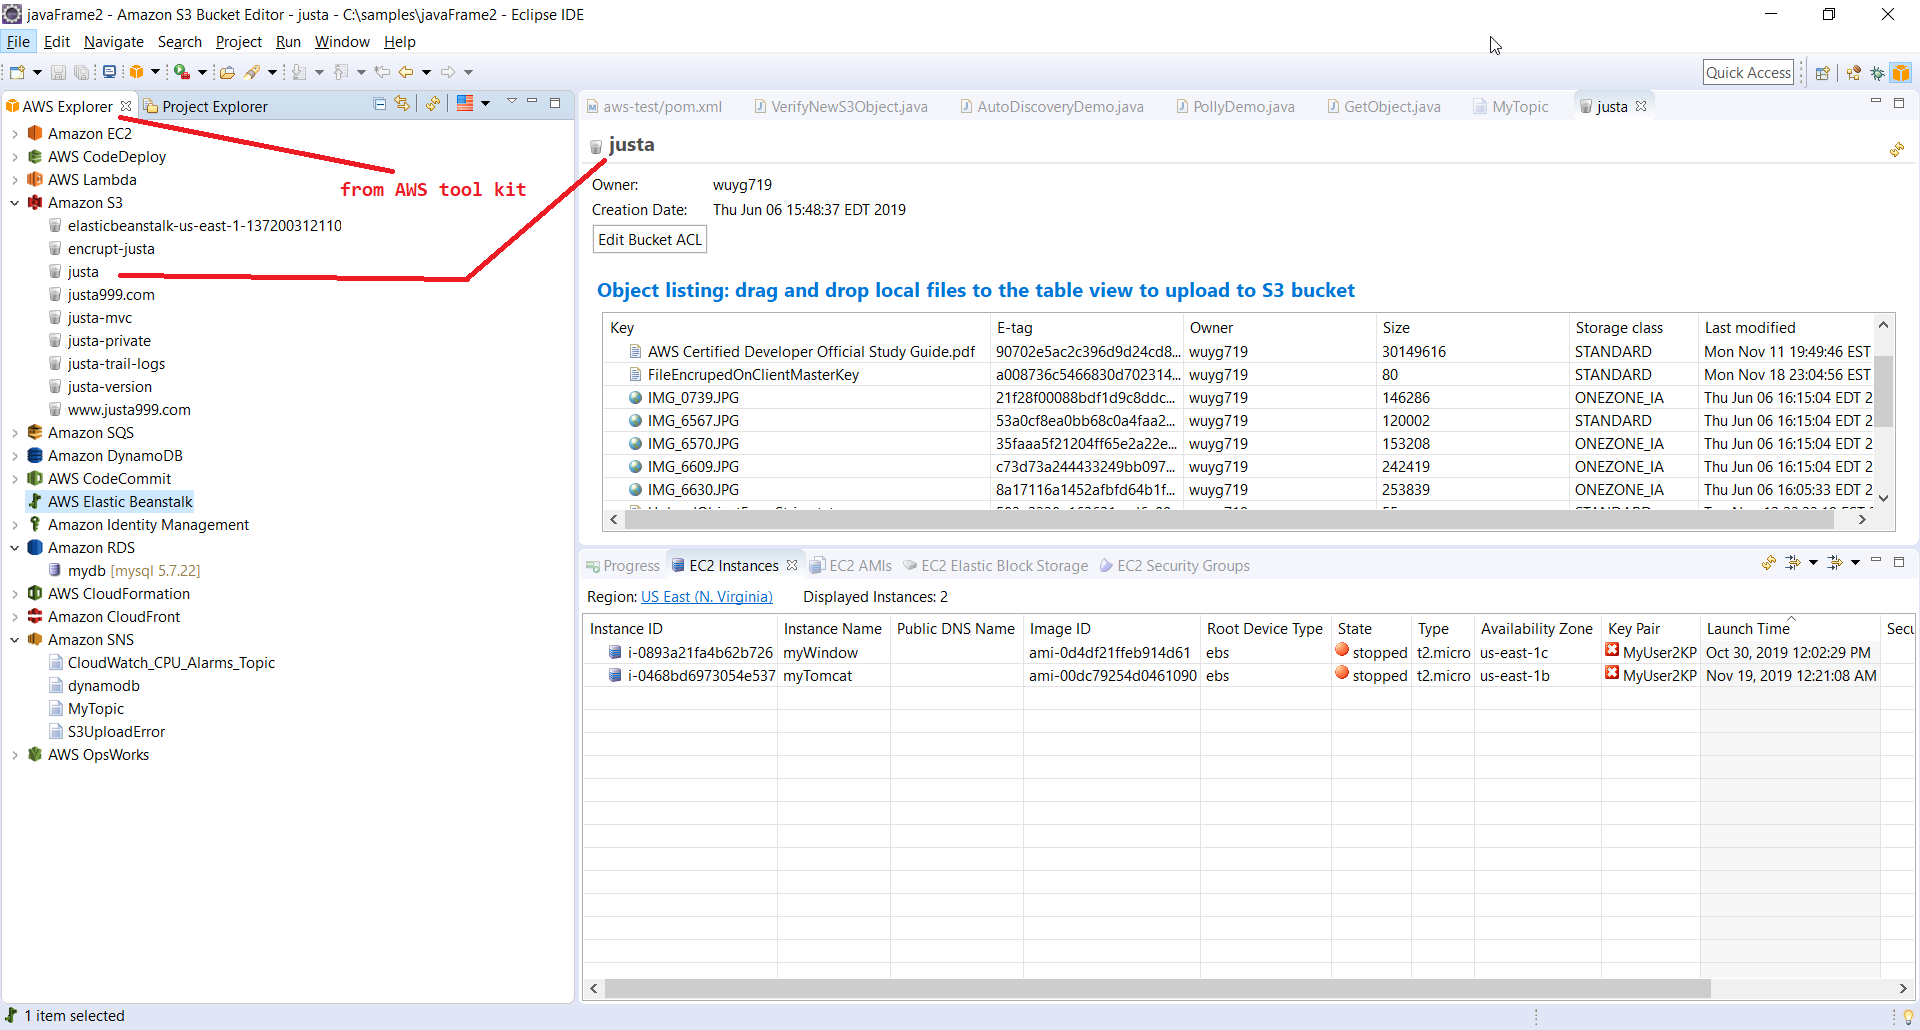 javaFrame2 - Amazon S3 Bucket Editor - justa - C:\samples\javaFrame2 - Eclipse IDE
File Edit Navigate Search Project Run Window Help
Quick Access
AWS Explorer Project Explorer
Amazon EC2
AWS CodeDeploy
AWS Lambda
Amazon S3
elasticbeanstalk-us-east-1-137200312110
encrypt-justa
justa
justa999.com
justa-mvc
justa-private
justa-trail-logs
justa-version
www.justa999.com
Amazon SQS
Amazon DynamoDB
AWS CodeCommit
AWS Elastic Beanstalk
Amazon Identity Management
Amazon RDS
mydb [mysql 5.7.22]
AWS CloudFormation
Amazon CloudFront
Amazon SNS
CloudWatch_CPU_Alarms_Topic
dynamodb
MyTopic
S3UploadError
AWS OpsWorks
from AWS tool kit
aws-test/pom.xml VerifyNewS3Object.java AutoDiscoveryDemo.java PollyDemo.java GetObject.java MyTopic justa
justa
Owner: wuyg719
Creation Date: Thu Jun 06 15:48:37 EDT 2019
Edit Bucket ACL
Object listing: drag and drop local files to the table view to upload to S3 bucket
Key E-tag Owner Size Storage class Last modified
AWS Certified Developer Official Study Guide.pdf 90702e5ac2c396d9d24cd8... wuyg719 30149616 STANDARD Mon Nov 11 19:49:46 EST
FileEncrupedOnClientMasterKey a008736c5466830d702314... wuyg719 80 STANDARD Mon Nov 18 23:04:56 EST
IMG_0739.JPG 21f28f00088bdf1d9c8ddc... wuyg719 146286 ONEZONE_IA Thu Jun 06 16:15:04 EDT 2
IMG_6567.JPG 53a0cf8ea0bb68c0a4faa2... wuyg719 120002 STANDARD Thu Jun 06 16:15:04 EDT 2
IMG_6570.JPG 35faaa5f21204ff65e2a22e... wuyg719 153208 ONEZONE_IA Thu Jun 06 16:15:04 EDT 2
IMG_6609.JPG c73d73a244433249bb097... wuyg719 242419 ONEZONE_IA Thu Jun 06 16:15:04 EDT 2
IMG_6630.JPG 8a17116a1452afbfd64b1f... wuyg719 253839 ONEZONE_IA Thu Jun 06 16:05:33 EDT 2
Progress EC2 Instances EC2 AMIs EC2 Elastic Block Storage EC2 Security Groups
Region: US East (N. Virginia) Displayed Instances: 2
Instance ID Instance Name Public DNS Name Image ID Root Device Type State Type Availability Zone Key Pair Launch Time Secu
i-0893a21fa4b62b726 myWindow ami-0d4df21ffeb914d61 ebs stopped t2.micro us-east-1c MyUser2KP Oct 30, 2019 12:02:29 PM
i-0468bd6973054e537 myTomcat ami-00dc79254d0461090 ebs stopped t2.micro us-east-1b MyUser2KP Nov 19, 2019 12:21:08 AM
1 item selected